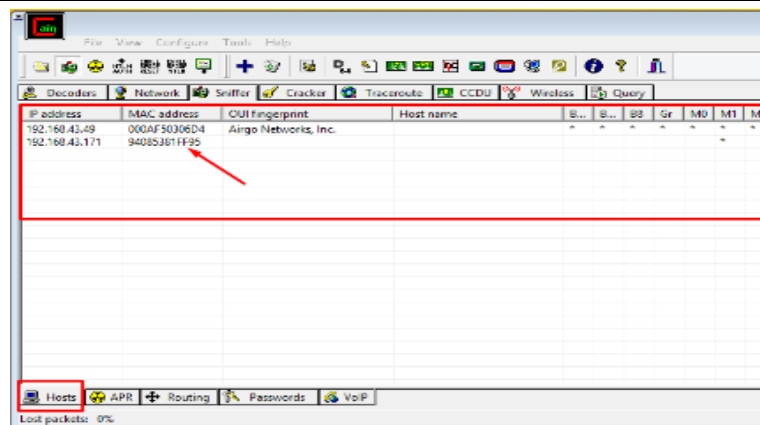 ain
File View Configure Tools Help
Decoders Network Sniffer Cracker Traceroute CCDU Wireless Query
IP address MAC address OUI fingerprint Host name B... B... B8 Gr M0 M1 M
192.168.43.49 000AF50306D4 Airgo Networks, Inc. * * * * * * *
192.168.43.171 94085381FF95 *
Hosts APR Routing Passwords VoIP
Lost packets: 0%